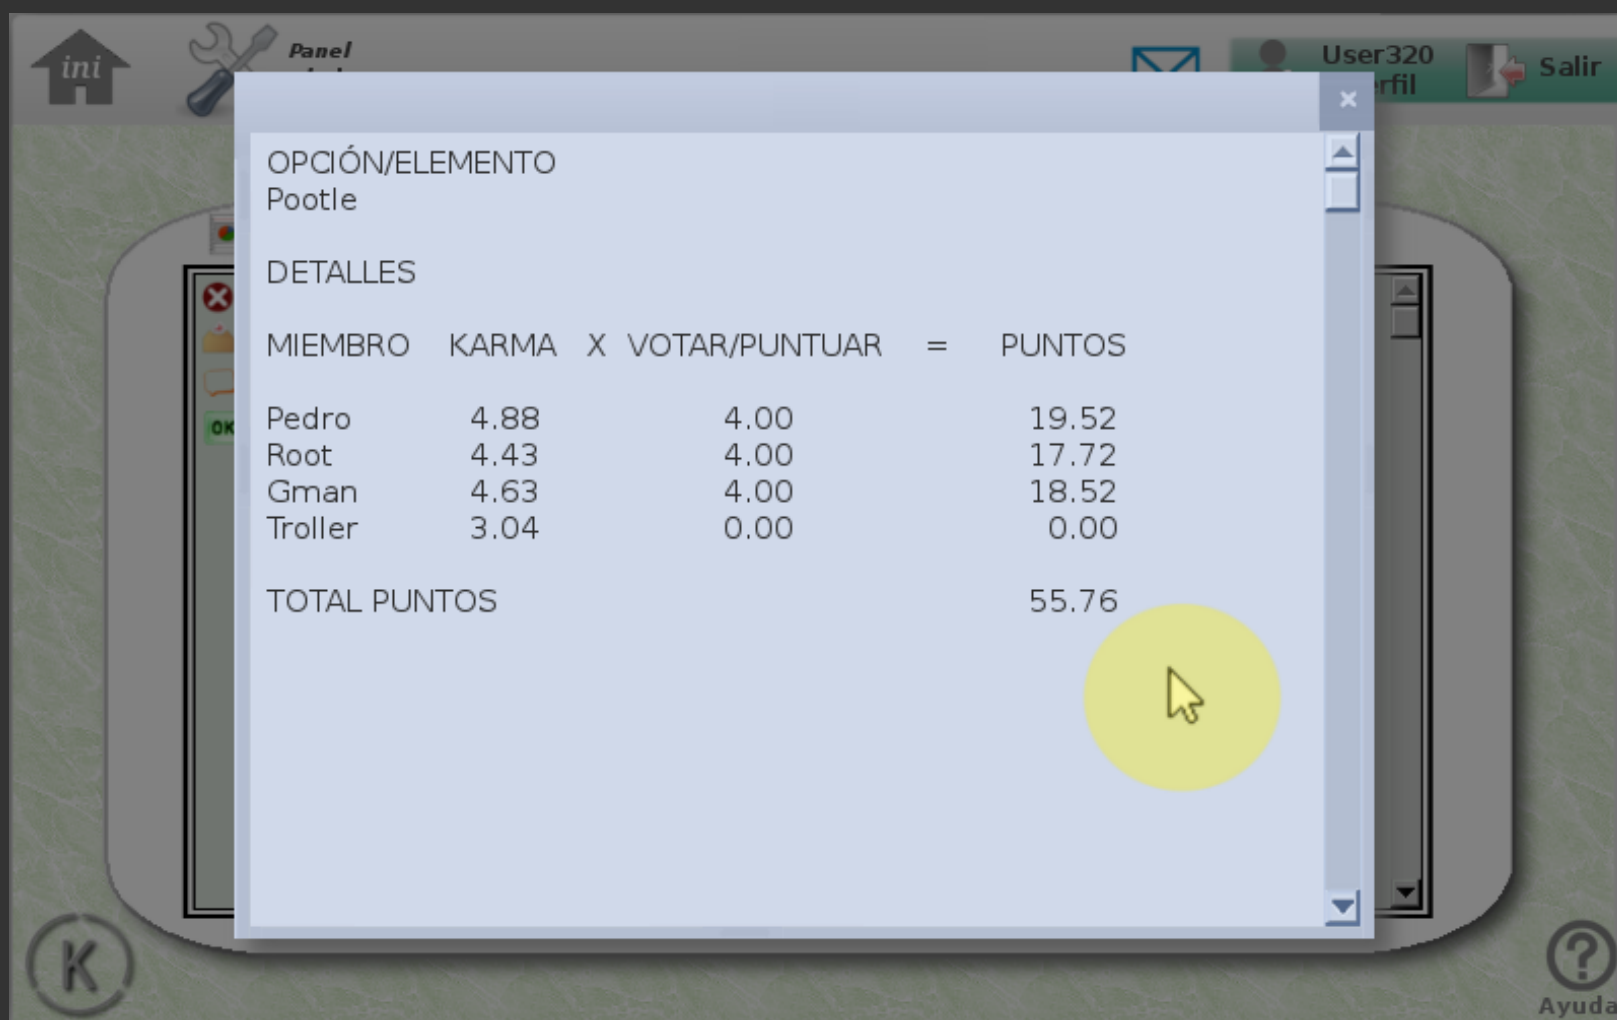 ini
Panel
User320
rfil
Salir
×
OPCIÓN/ELEMENTO
Pootle
DETALLES
MIEMBRO KARMA X VOTAR/PUNTUAR = PUNTOS
Pedro 4.88 4.00 19.52
Root 4.43 4.00 17.72
Gman 4.63 4.00 18.52
Troller 3.04 0.00 0.00
TOTAL PUNTOS 55.76
OK
K
?
Ayuda